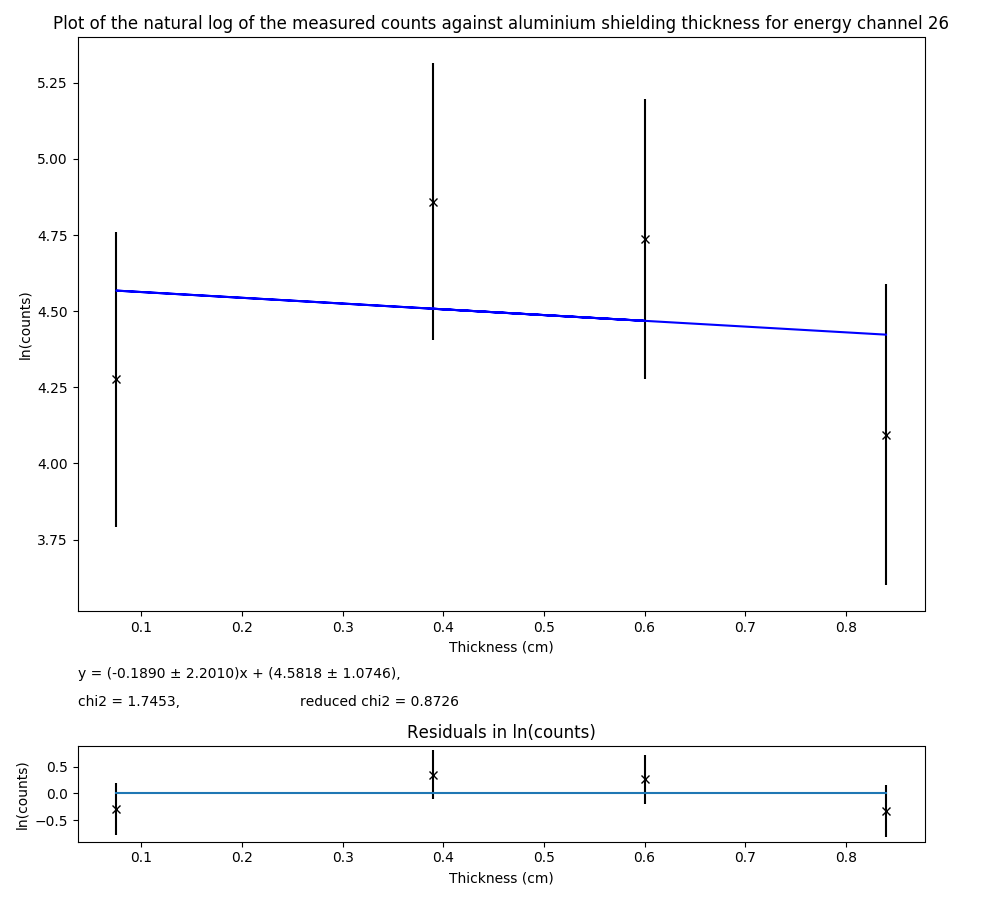 Plot of the natural log of the measured counts against aluminium shielding thickness for energy channel 26
ln(counts)
5.25
5.00
4.75
4.50
4.25
4.00
3.75
0.1 0.2 0.3 0.4 0.5 0.6 0.7 0.8
Thickness (cm)
y = (-0.1890 ± 2.2010)x + (4.5818 ± 1.0746),
chi2 = 1.7453, reduced chi2 = 0.8726
Residuals in ln(counts)
ln(counts)
0.5
0.0
−0.5
0.1 0.2 0.3 0.4 0.5 0.6 0.7 0.8
Thickness (cm)